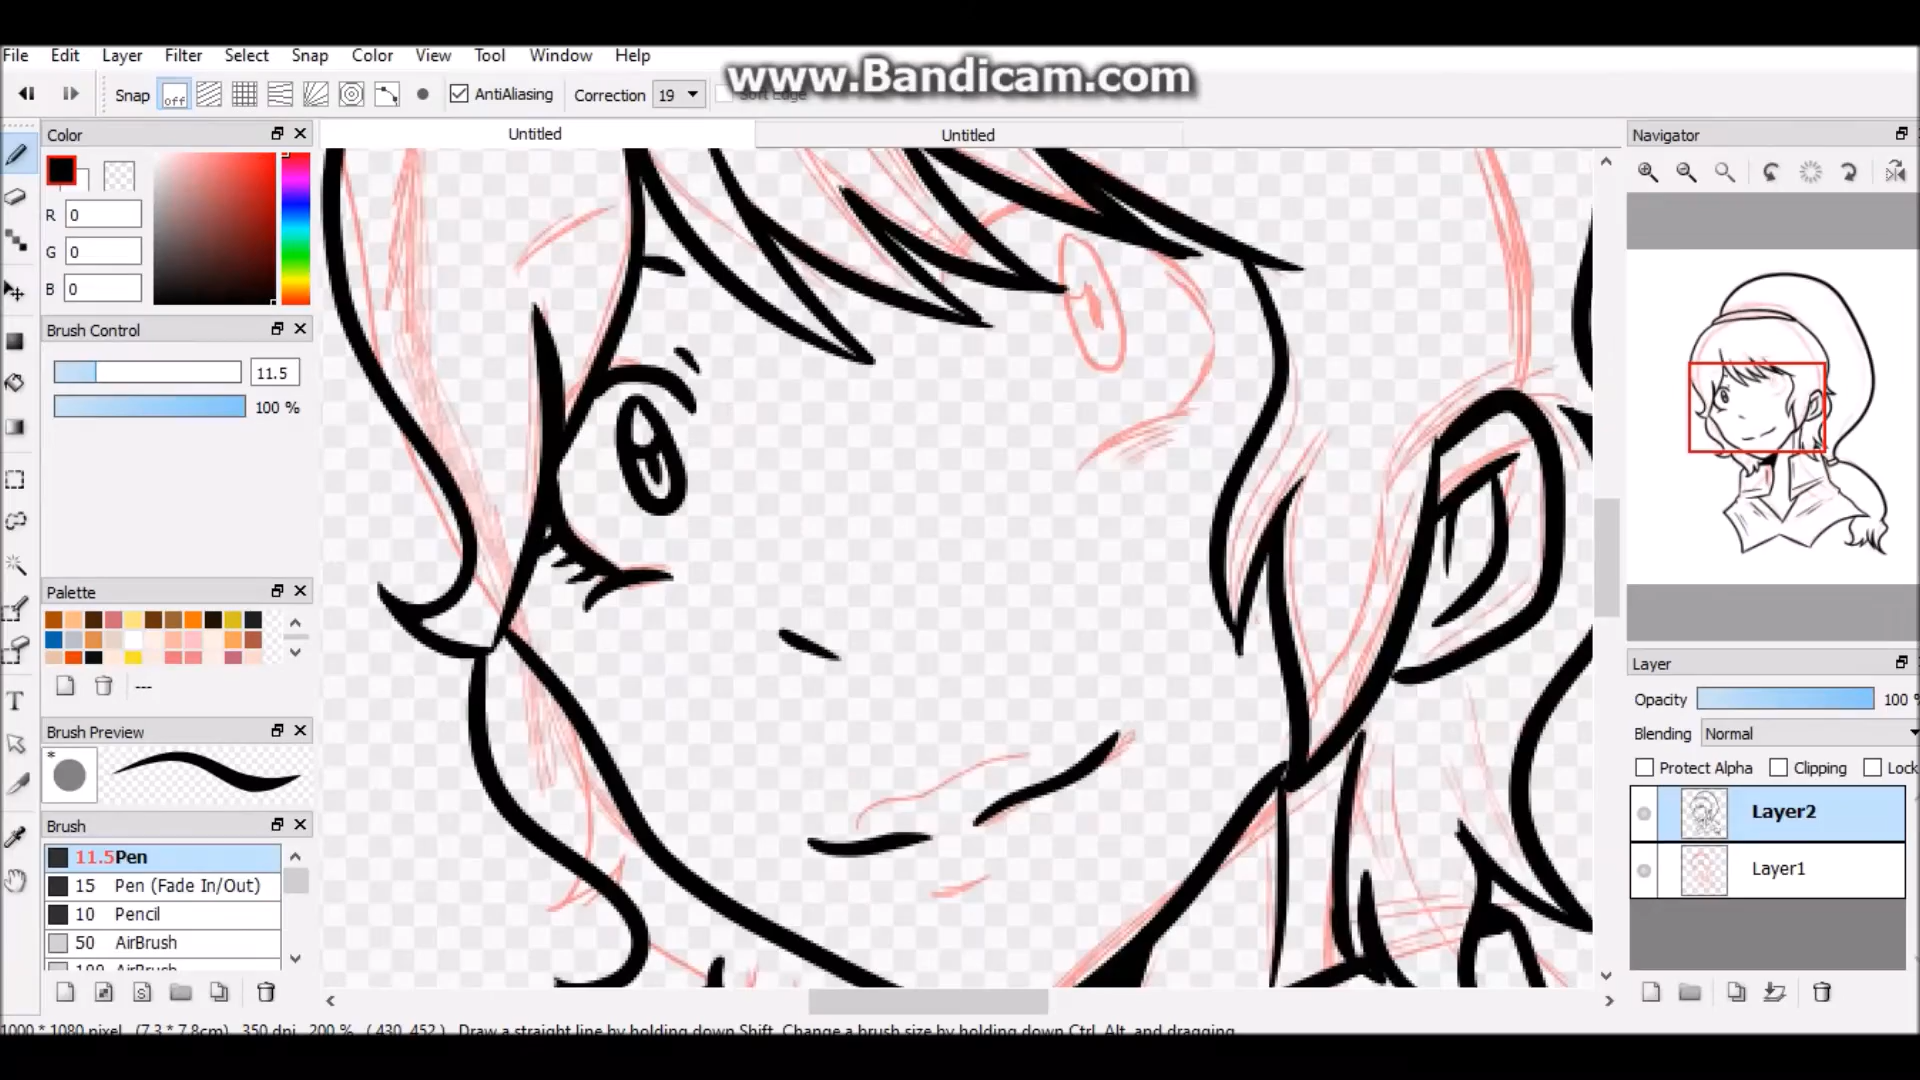 File Edit Layer Filter Select Snap Color View Tool Window Help
www.Bandicam.com
Snap off AntiAliasing Correction 19 Soft Edge
Color
Untitled
Untitled
Navigator
R 0
G 0
B 0
Brush Control
11.5
100 %
Palette
---
Brush Preview
*
Brush
11.5 Pen
15 Pen (Fade In/Out)
10 Pencil
50 AirBrush
100 AirBrush
Layer
Opacity 100 %
Blending Normal
Protect Alpha Clipping Lock
Layer2
Layer1
1000 * 1080 pixel (7.3 * 7.8cm) 350 dpi 200 % ( 430, 452 ) Draw a straight line by holding down Shift, Change a brush size by holding down Ctrl, Alt, and dragging